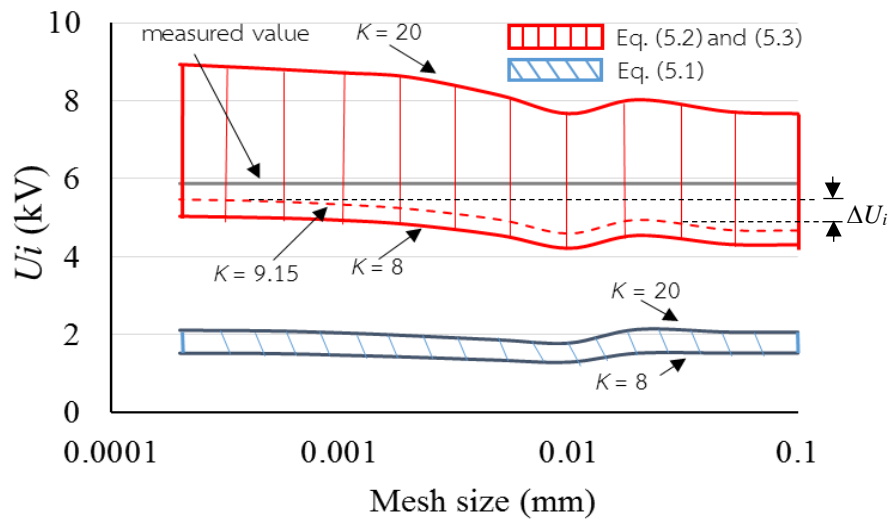 10
measured value
K = 20
Eq. (5.2) and (5.3)
Eq. (5.1)
8
6
ΔUi
4
K = 9.15
K = 8
K = 20
2
K = 8
0
0.0001
0.001
0.01
0.1
Ui (kV)
Mesh size (mm)